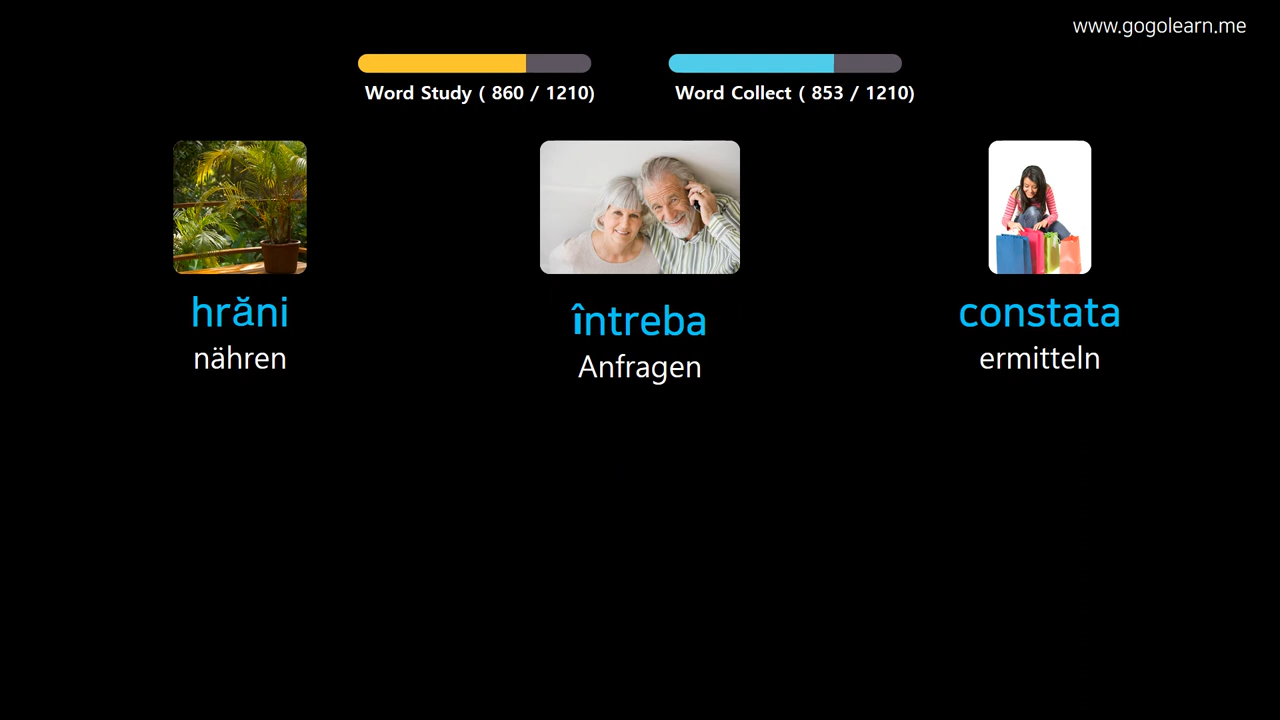 www.gogolearn.me
Word Study ( 860 / 1210)
Word Collect ( 853 / 1210)
hrăni
nähren
întreba
Anfragen
constata
ermitteln